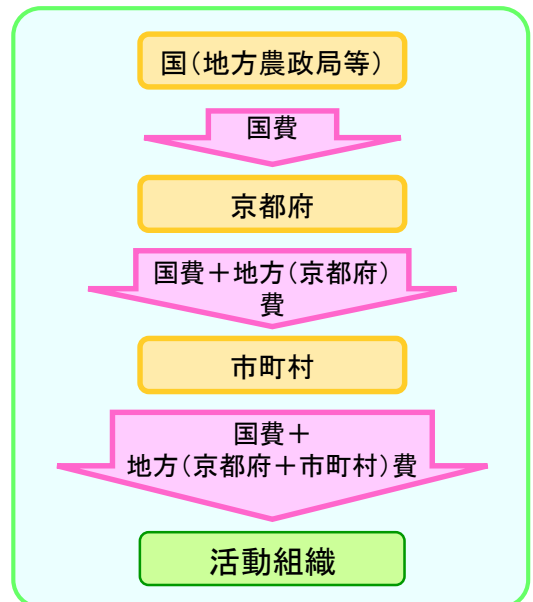 国（地方農政局等）
国費
京都府
国費＋地方（京都府）
費
市町村
国費＋
地方（京都府＋市町村）費
活動組織